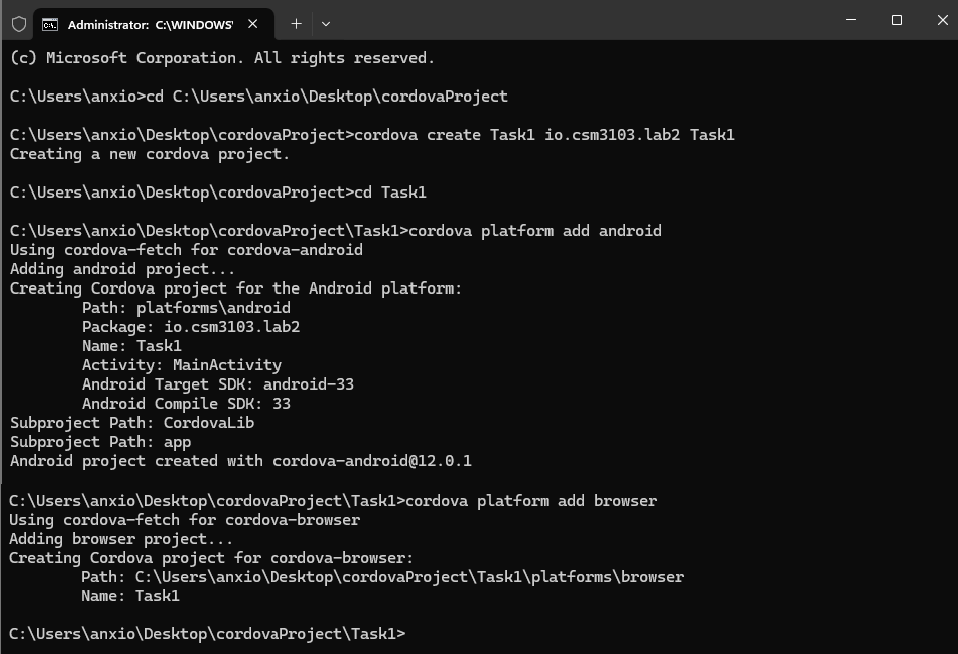 Administrator: C:\WINDOWS'
(c) Microsoft Corporation. All rights reserved.
C:\Users\anxio>cd C:\Users\anxio\Desktop\cordovaProject
C:\Users\anxio\Desktop\cordovaProject>cordova create Task1 io.csm3103.lab2 Task1
Creating a new cordova project.
C:\Users\anxio\Desktop\cordovaProject>cd Task1
C:\Users\anxio\Desktop\cordovaProject\Task1>cordova platform add android
Using cordova-fetch for cordova-android
Adding android project...
Creating Cordova project for the Android platform:
        Path: platforms\android
        Package: io.csm3103.lab2
        Name: Task1
        Activity: MainActivity
        Android Target SDK: android-33
        Android Compile SDK: 33
Subproject Path: CordovaLib
Subproject Path: app
Android project created with cordova-android@12.0.1
C:\Users\anxio\Desktop\cordovaProject\Task1>cordova platform add browser
Using cordova-fetch for cordova-browser
Adding browser project...
Creating Cordova project for cordova-browser:
        Path: C:\Users\anxio\Desktop\cordovaProject\Task1\platforms\browser
        Name: Task1
C:\Users\anxio\Desktop\cordovaProject\Task1>